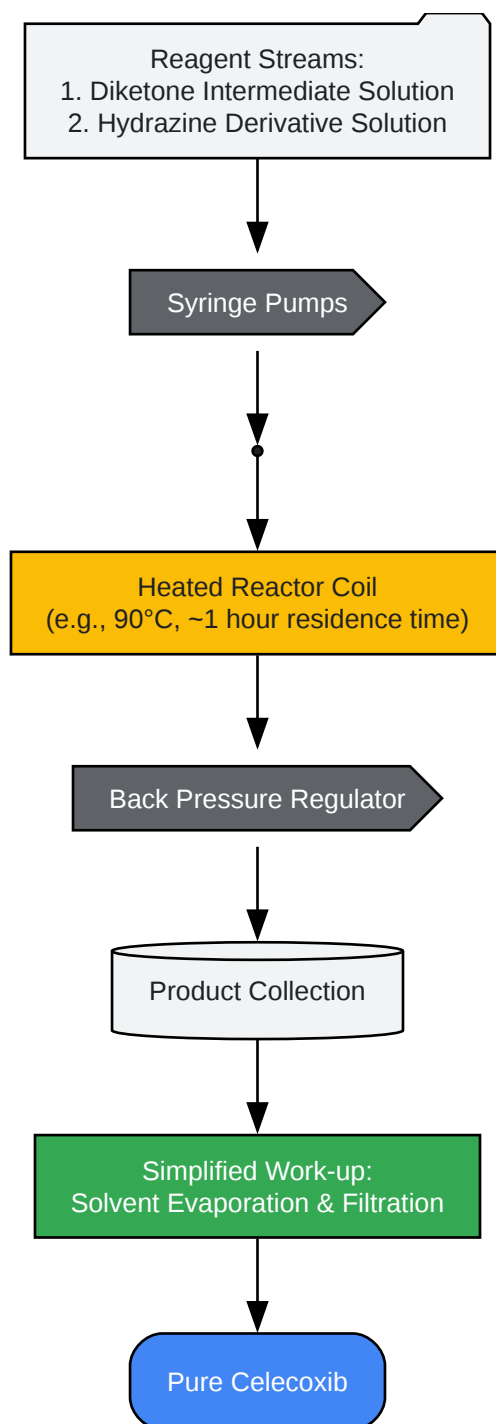 Reagent Streams:
1. Diketone Intermediate Solution
2. Hydrazine Derivative Solution
Syringe Pumps
Heated Reactor Coil
(e.g., 90°C, ~1 hour residence time)
Back Pressure Regulator
Product Collection
Simplified Work-up:
Solvent Evaporation & Filtration
Pure Celecoxib